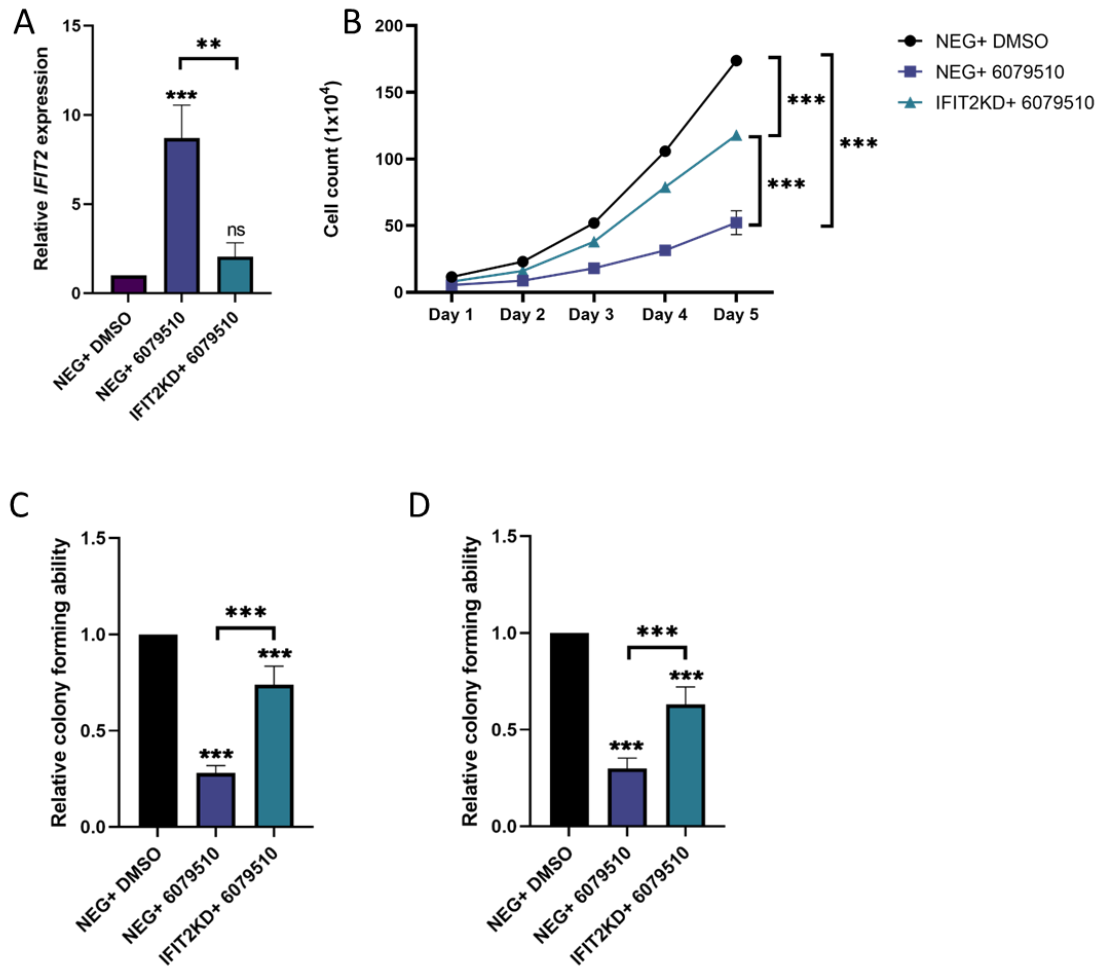 A
Relative IFIT2 expression
15
10
5
0
**
***
ns
NEG+ DMSO
NEG+ 6079510
IFIT2KD+ 6079510
B
Cell count (1x10⁴)
200
150
100
50
0
Day 1
Day 2
Day 3
Day 4
Day 5
***
***
***
NEG+ DMSO
NEG+ 6079510
IFIT2KD+ 6079510
C
Relative colony forming ability
1.5
1.0
0.5
0.0
***
***
***
NEG+ DMSO
NEG+ 6079510
IFIT2KD+ 6079510
D
Relative colony forming ability
1.5
1.0
0.5
0.0
***
***
***
NEG+ DMSO
NEG+ 6079510
IFIT2KD+ 6079510